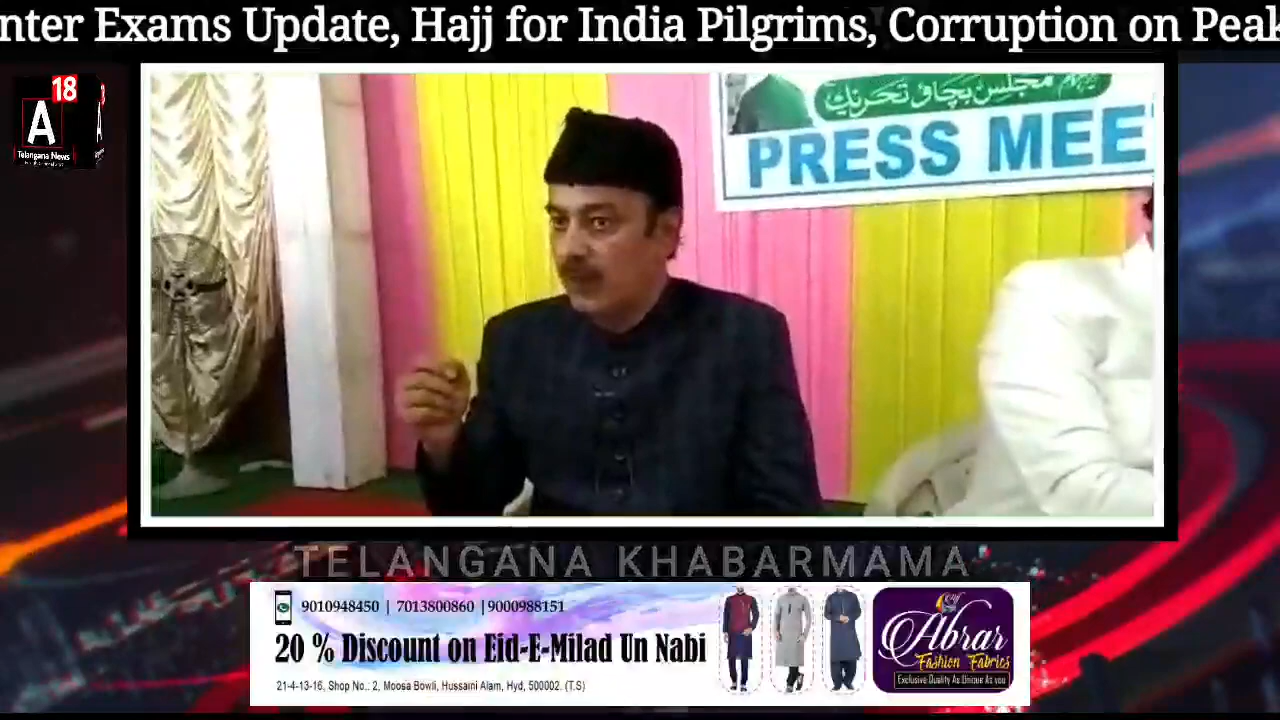 nter Exams Update, Hajj for India Pilgrims, Corruption on Peak
18
A
Telangana News
مجلس بچاو تحریک
PRESS MEE
TELANGANA KHABARMAMA
9010948450 | 7013800860 |9000988151
20 % Discount on Eid-E-Milad Un Nabi
21-4-13-16, Shop No.: 2, Moosa Bowli, Hussaini Alam, Hyd, 500002. (T.S)
Abrar
Fashion Fabrics
Exclusive Quality As Unique As you